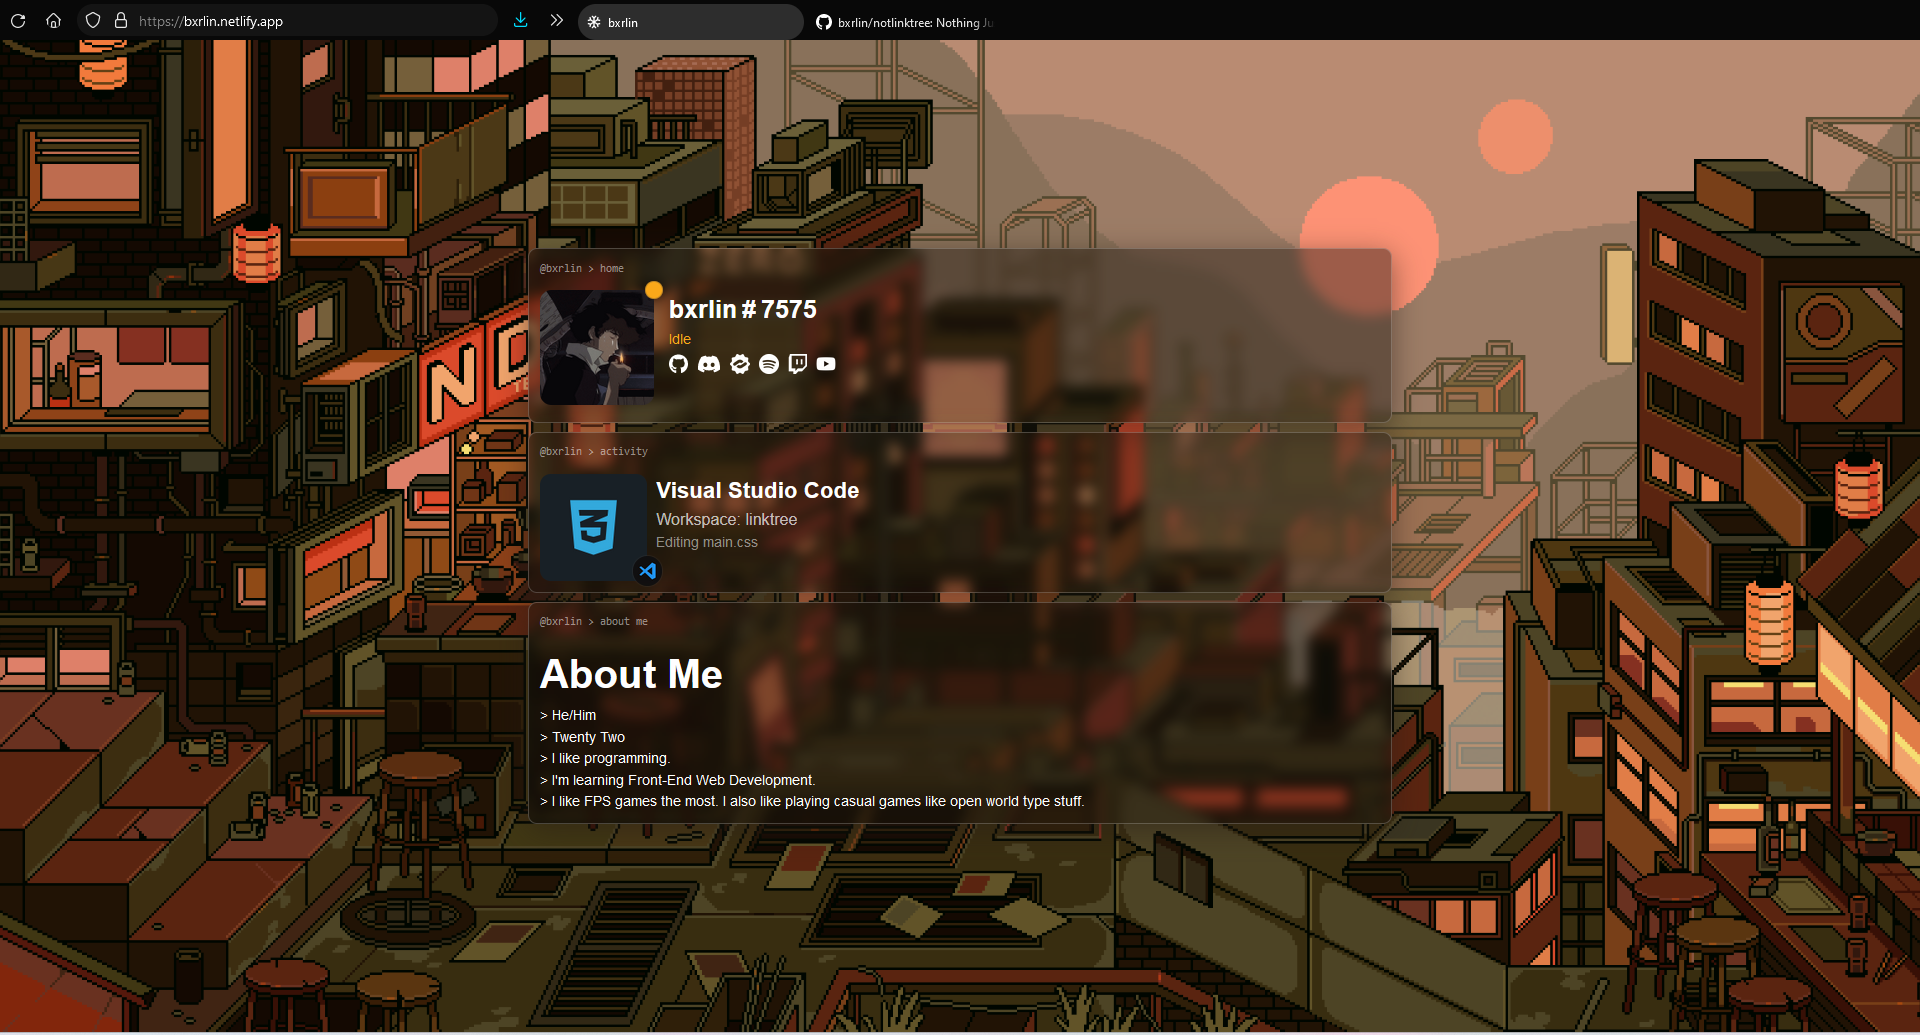 https://bxrlin.netlify.app
bxrlin
bxrlin/notlinktree: Nothing Ju
@bxrlin > home
bxrlin # 7575
Idle
@bxrlin > activity
Visual Studio Code
Workspace: linktree
Editing main.css
@bxrlin > about me
About Me
> He/Him
> Twenty Two
> I like programming.
> I'm learning Front-End Web Development.
> I like FPS games the most. I also like playing casual games like open world type stuff.